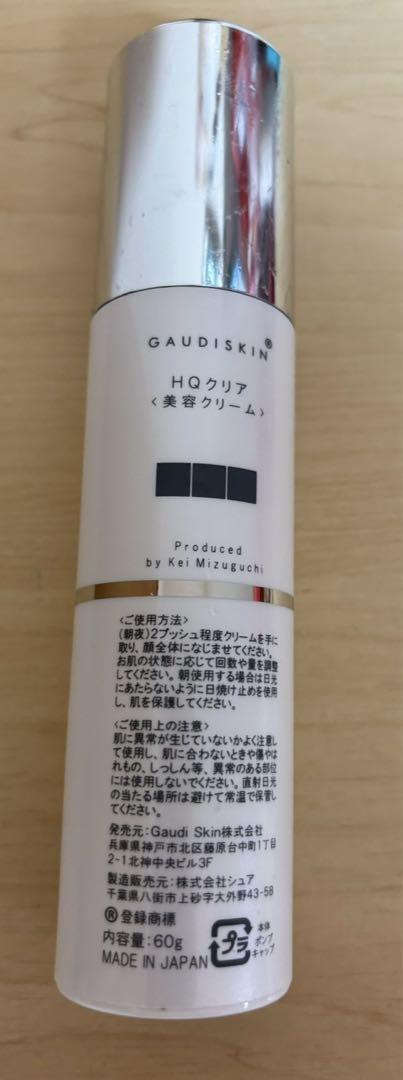 GAUDISKIN®
HQクリア
<美容クリーム>
Produced
by Kei Mizuguchi
<ご使用方法>
(朝夜)2プッシュ程度クリームを手に
取り、顔全体になじませてください。
お肌の状態に応じて回数や量を調整
してください。朝使用する場合は日光
にあたらないように日焼け止めを使用
し、肌を保護してください。
<ご使用上の注意>
肌に異常が生じていないかよく注意し
て使用し、肌に合わないときや傷やは
れもの、しっしん等、異常のある部位
には使用しないでください。直射日光
の当たる場所は避けて常温で保管し
てください。
発売元:Gaudi Skin株式会社
兵庫県神戸市北区藤原台中町1丁目
2-1北神中央ビル3F
製造販売元:株式会社シュア
千葉県八街市上砂字大外野43-58
®登録商標
内容量:60g
MADE IN JAPAN
プラ
本体
ポンプ
キャップ